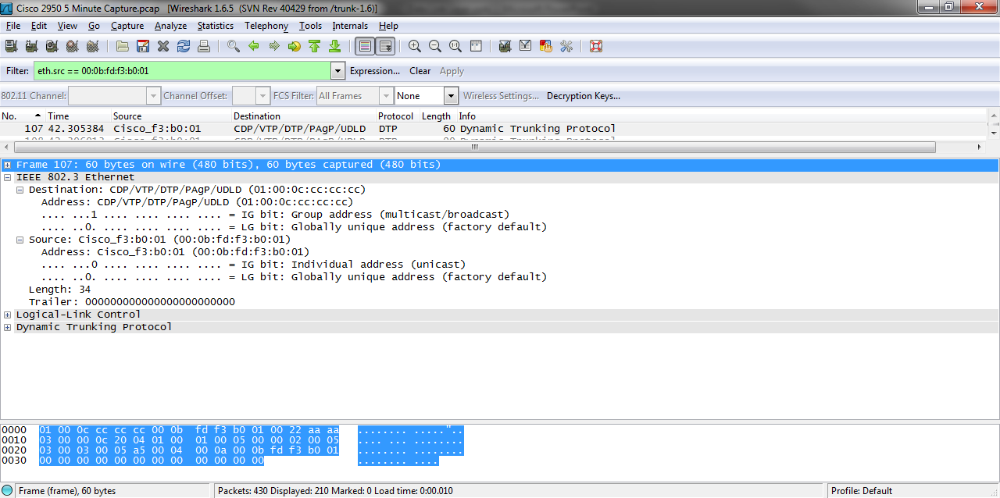 Cisco 2950 5 Minute Capture.pcap [Wireshark 1.6.5 (SVN Rev 40429 from /trunk-1.6)]
File Edit View Go Capture Analyze Statistics Telephony Tools Internals Help
Filter: eth.src == 00:0b:fd:f3:b0:01 Expression... Clear Apply
802.11 Channel: Channel Offset: FCS Filter: All Frames None Wireless Settings... Decryption Keys...
No. Time Source Destination Protocol Length Info
107 42.305384 Cisco_f3:b0:01 CDP/VTP/DTP/PAgP/UDLD DTP 60 Dynamic Trunking Protocol
Frame 107: 60 bytes on wire (480 bits), 60 bytes captured (480 bits)
IEEE 802.3 Ethernet
Destination: CDP/VTP/DTP/PAgP/UDLD (01:00:0c:cc:cc:cc)
Address: CDP/VTP/DTP/PAgP/UDLD (01:00:0c:cc:cc:cc)
.... ...1 .... .... .... .... = IG bit: Group address (multicast/broadcast)
.... ..0. .... .... .... .... = LG bit: Globally unique address (factory default)
Source: Cisco_f3:b0:01 (00:0b:fd:f3:b0:01)
Address: Cisco_f3:b0:01 (00:0b:fd:f3:b0:01)
.... ...0 .... .... .... .... = IG bit: Individual address (unicast)
.... ..0. .... .... .... .... = LG bit: Globally unique address (factory default)
Length: 34
Trailer: 000000000000000000000000
Logical-Link Control
Dynamic Trunking Protocol
0000 01 00 0c cc cc cc 00 0b fd f3 b0 01 00 22 aa aa ........ ....."..
0010 03 00 00 0c 20 04 01 00 01 00 05 00 00 02 00 05 .... ... ........
0020 03 00 03 00 05 a5 00 04 00 0a 00 0b fd f3 b0 01 ........ ........
0030 00 00 00 00 00 00 00 00 00 00 00 00 ........ ....
Frame (frame), 60 bytes Packets: 430 Displayed: 210 Marked: 0 Load time: 0:00.010 Profile: Default